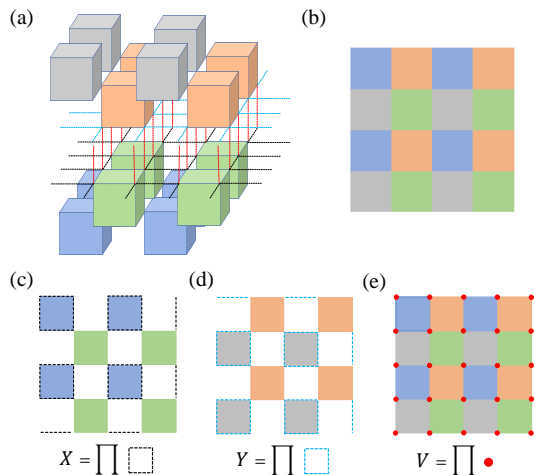 (a)
(b)
(c)
(d)
(e)
X = ∏
Y = ∏
V = ∏